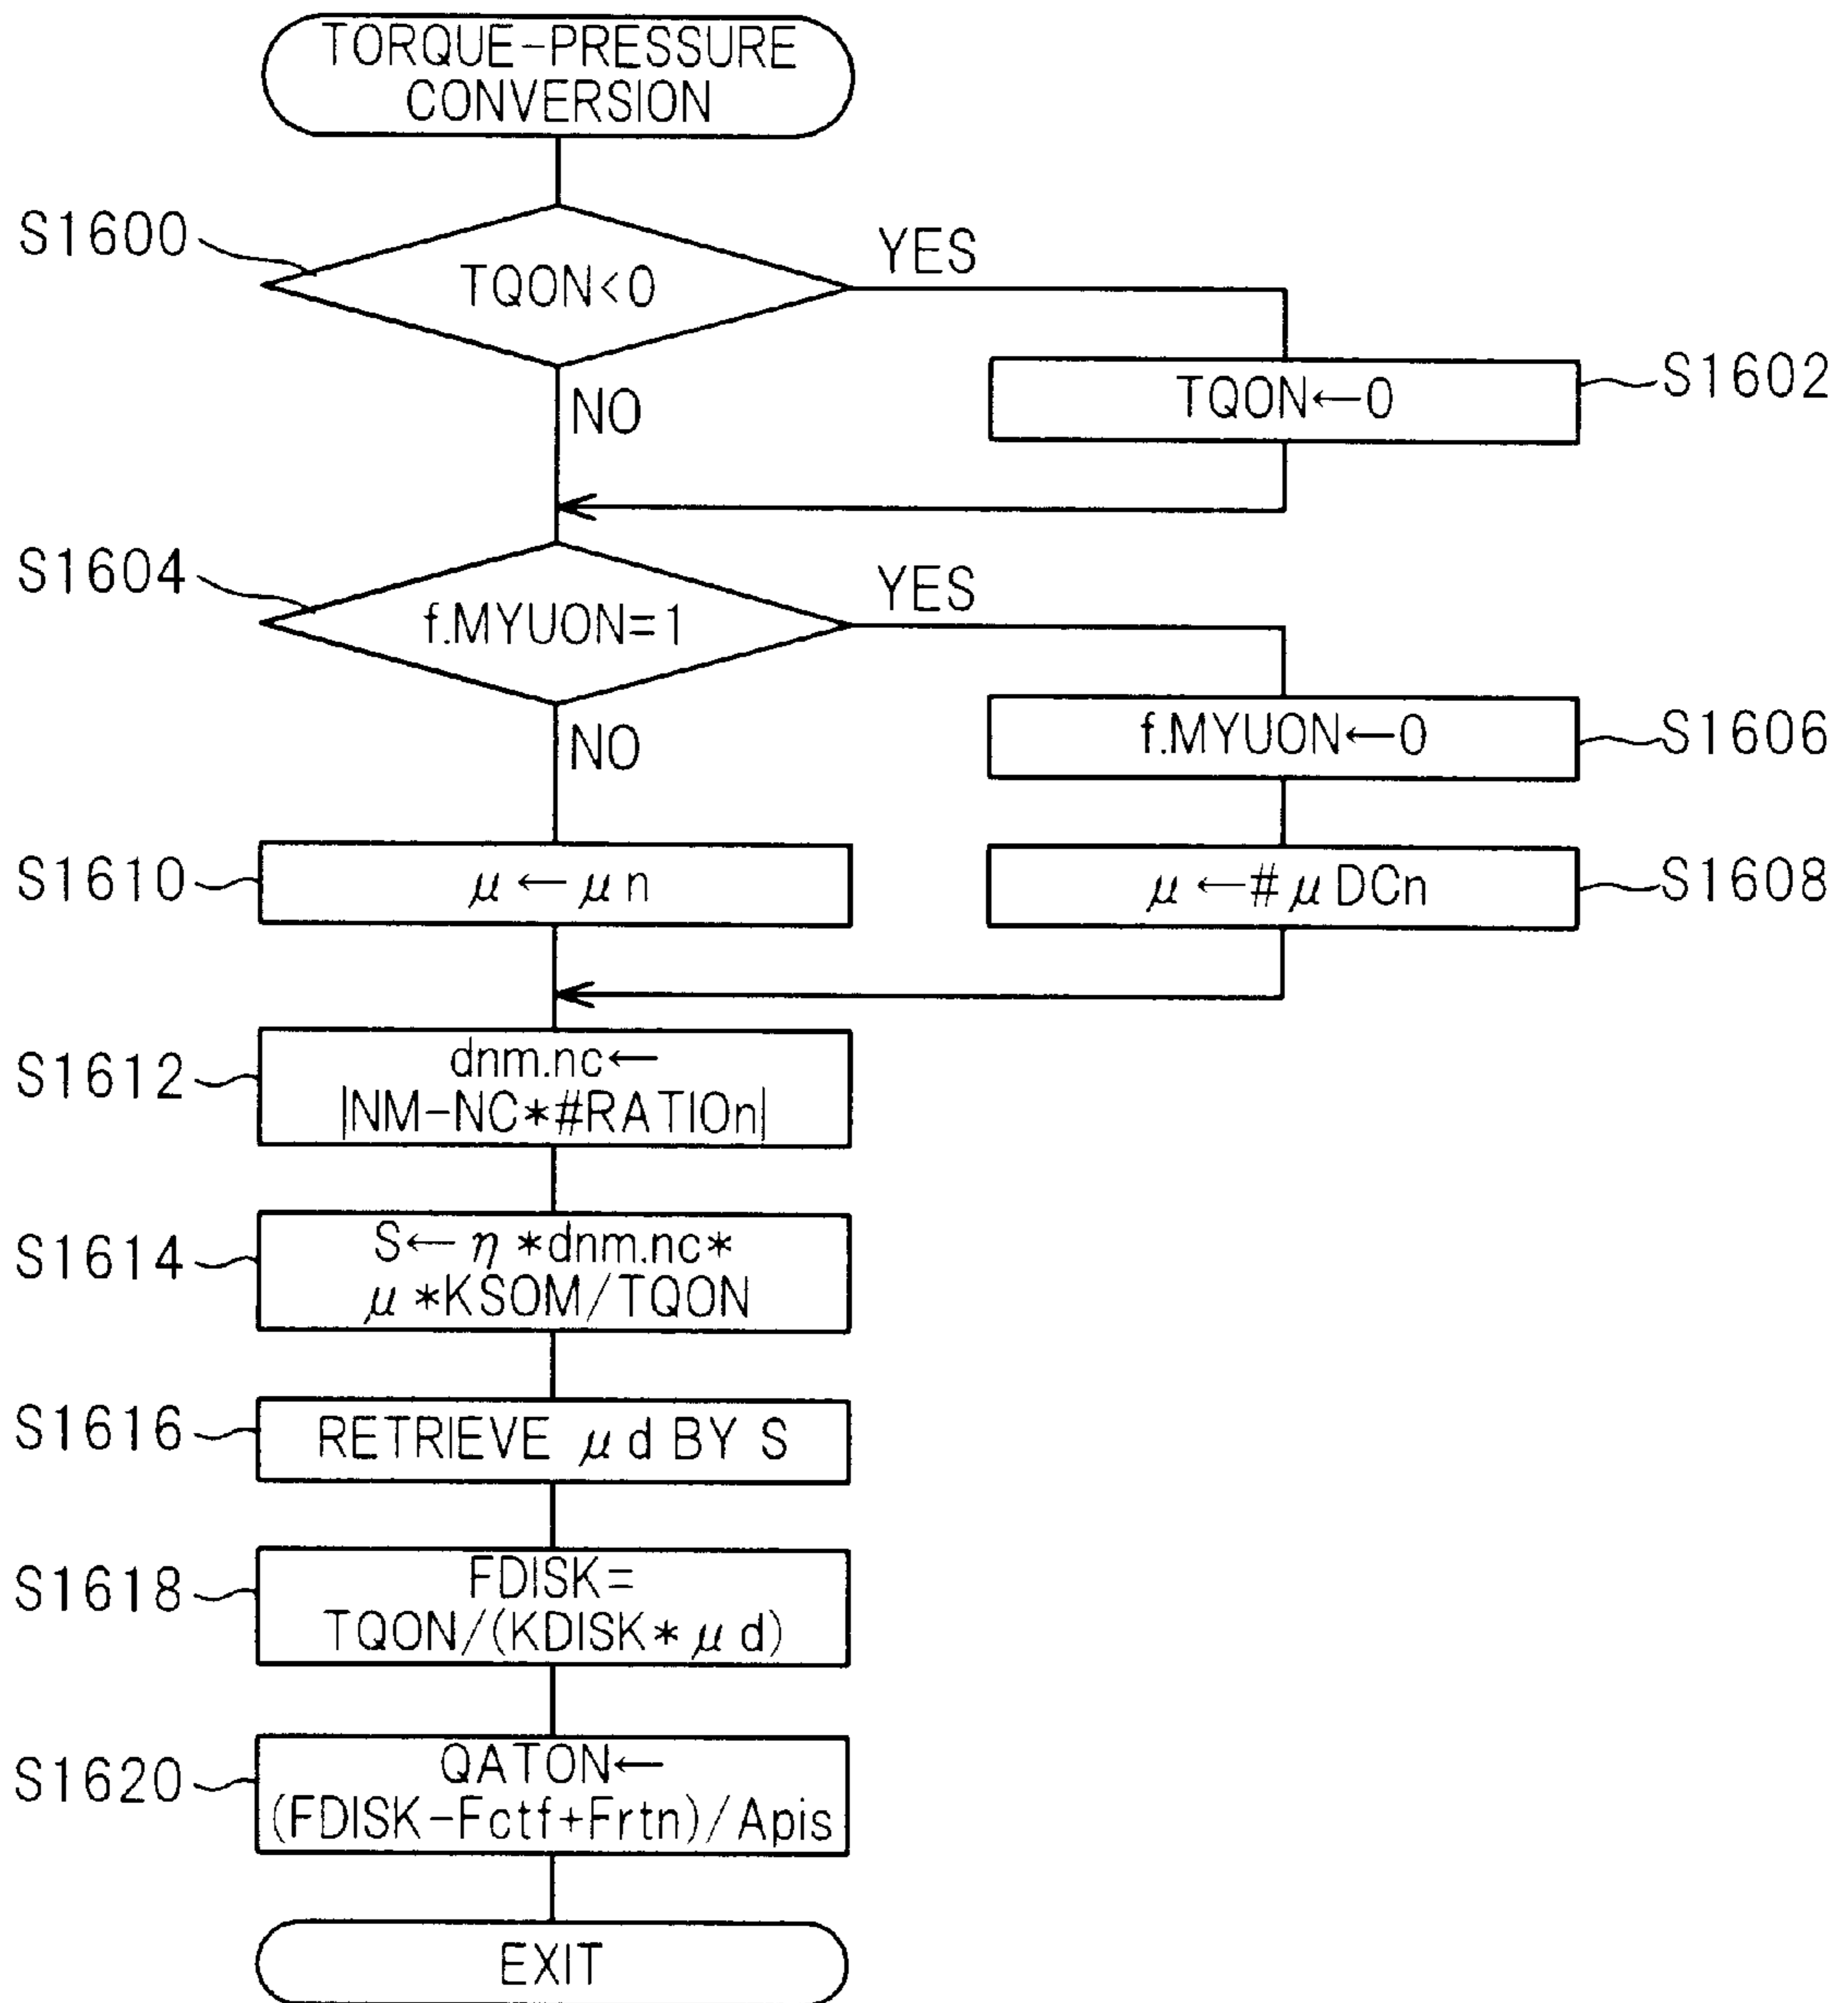 TORQUE-PRESSURE
CONVERSION
S1600
TQON<0
YES
NO
TQON←0
S1602
S1604
f.MYUON=1
YES
NO
f.MYUON←0
S1606
S1610
μ←μn
μ←#μDCn
S1608
S1612
dnm.nc←
|NM-NC*#RATIOn|
S1614
S←η*dnm.nc*
μ*KSOM/TQON
S1616
RETRIEVE μd BY S
S1618
FDISK=
TQON/(KDISK*μd)
S1620
QATON←
(FDISK-Fctf+Frtn)/Apis
EXIT